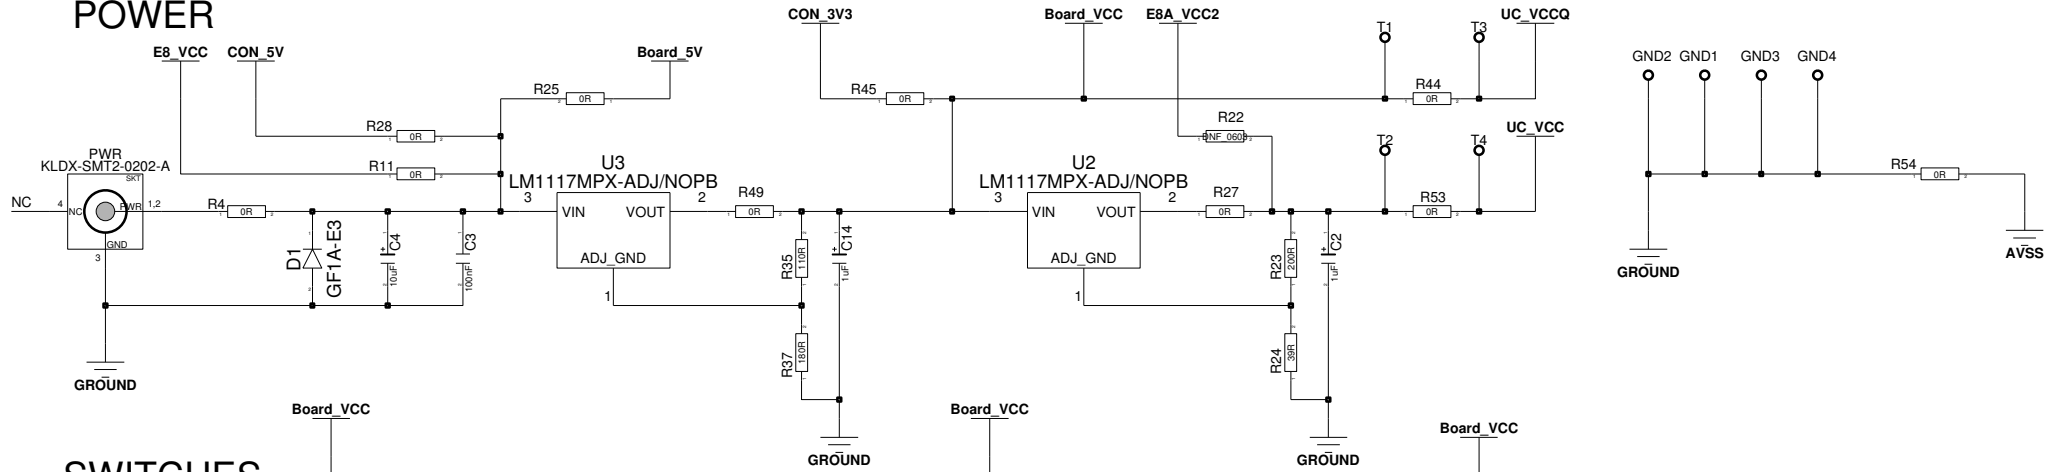 POWER
CON_3V3
Board_VCC
E8A_VCC2
UC_VCCQ
T1
T3
E8_VCC
CON_5V
Board_5V
GND2
GND1
GND3
GND4
R25
0R
R45
0R
R44
0R
R28
0R
R22
DNF_0603
UC_VCC
T2
T4
PWR
KLDX-SMT2-0202-A
SKT
R11
0R
U3
LM1117MPX-ADJ/NOPB
U2
LM1117MPX-ADJ/NOPB
R54
0R
NC
4
NC
PWR
1,2
GND
3
R4
0R
3
VIN
VOUT
2
ADJ_GND
1
R49
0R
3
VIN
VOUT
2
ADJ_GND
1
R27
0R
R53
0R
D1
GF1A-E3
C4
10uF
C3
100nF
R35
110R
C14
1uF
R23
200R
C2
1uF
R37
180R
R24
39R
GROUND
AVSS
GROUND
GROUND
GROUND
Board_VCC
Board_VCC
Board_VCC
SWITCHES